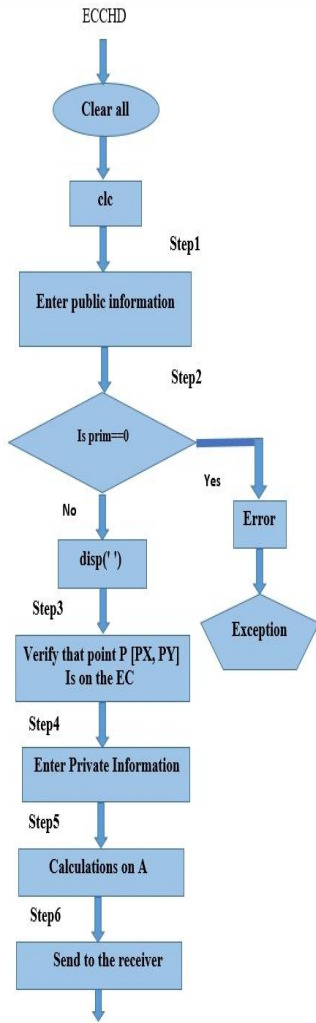 ECCHD
Clear all
clc
Step1
Enter public information
Step2
Is prim==0
Yes
No
Error
disp(' ')
Step3
Exception
Verify that point P [PX, PY]
Is on the EC
Step4
Enter Private Information
Step5
Calculations on A
Step6
Send to the receiver